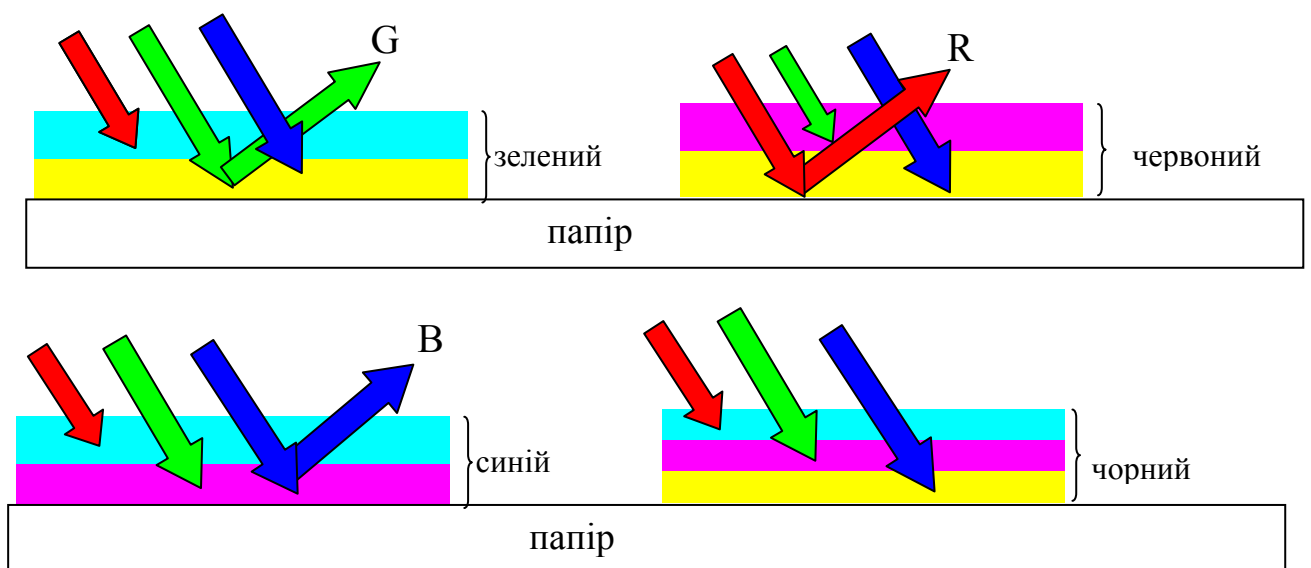 G
R
зелений
червоний
папір
B
синій
чорний
папір